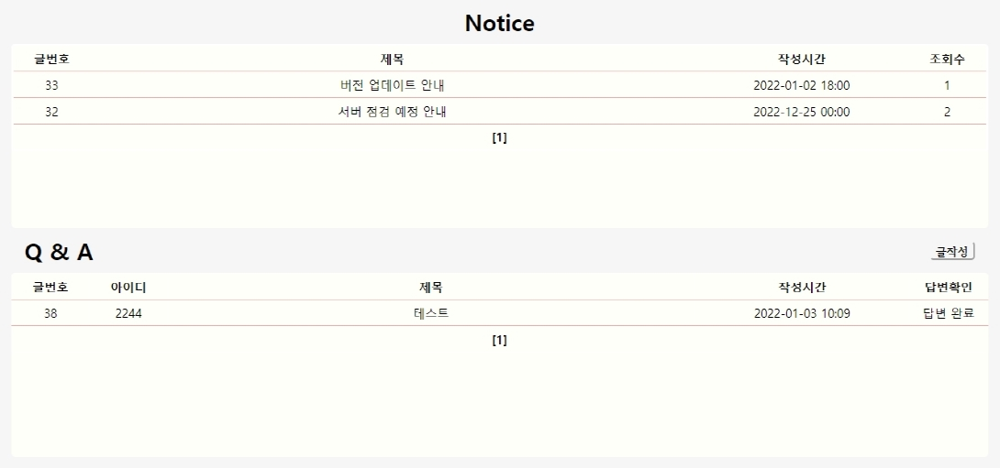 Notice
글번호 제목 작성시간 조회수
33 버전 업데이트 안내 2022-01-02 18:00 1
32 서버 점검 예정 안내 2022-12-25 00:00 2
[1]
Q & A 글작성
글번호 아이디 제목 작성시간 답변확인
38 2244 테스트 2022-01-03 10:09 답변 완료
[1]